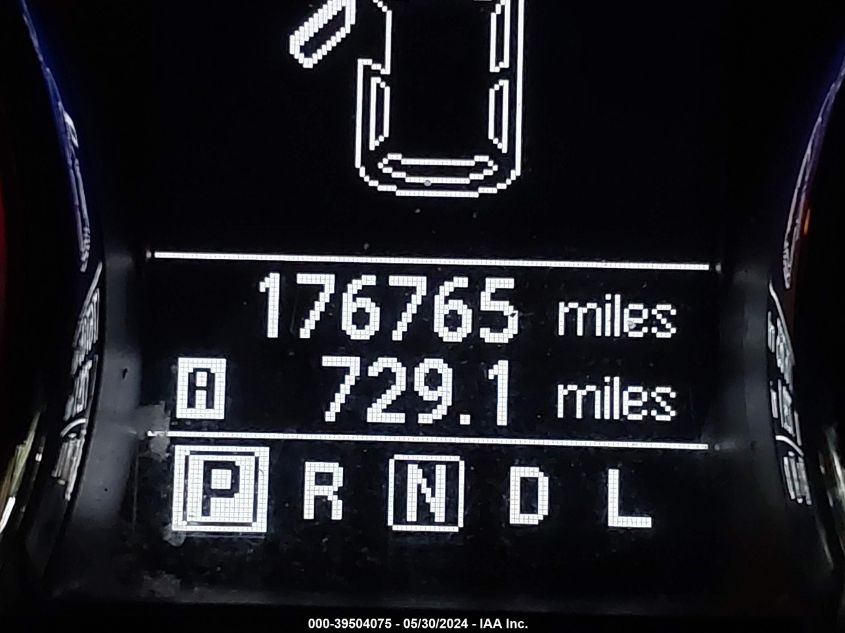 176765 miles
A 729.1 miles
P R N D L
000-39504075 - 05/30/2024 - IAA Inc.